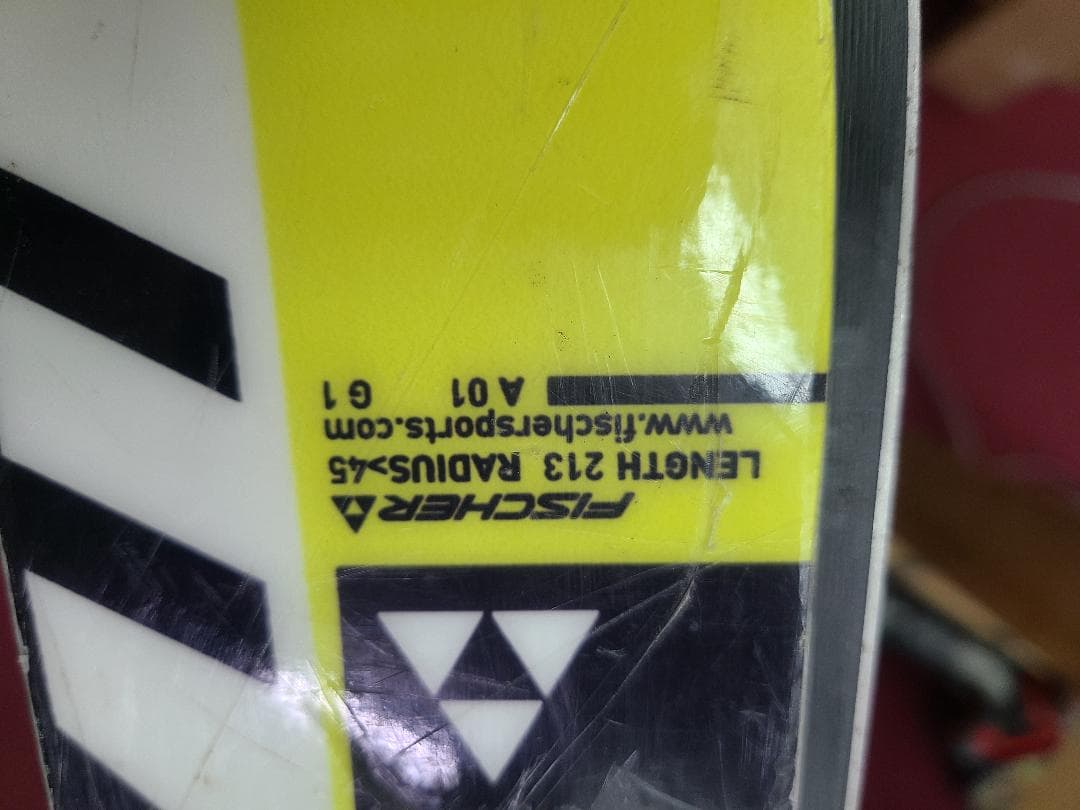 FISCHER
LENGTH 213 RADIUS>45
www.fischersports.com
A 01 G 1